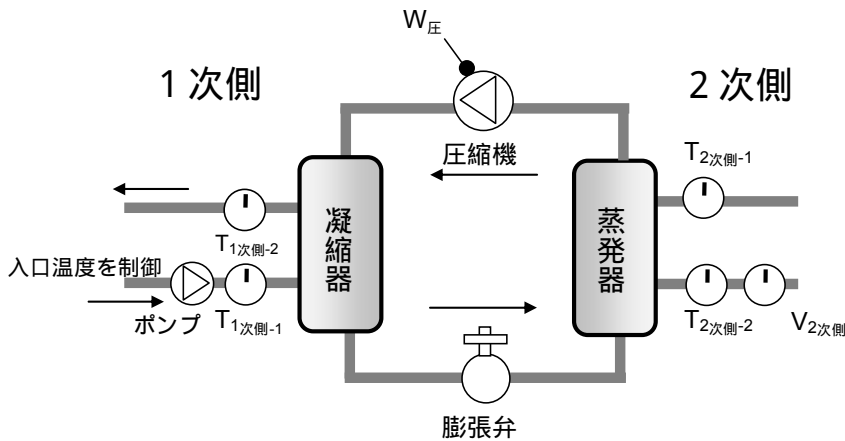 W圧
1次側
2次側
圧縮機
T2次側-1
凝縮器
蒸発器
T1次側-2
入口温度を制御
ポンプ
T1次側-1
T2次側-2
V2次側
膨張弁